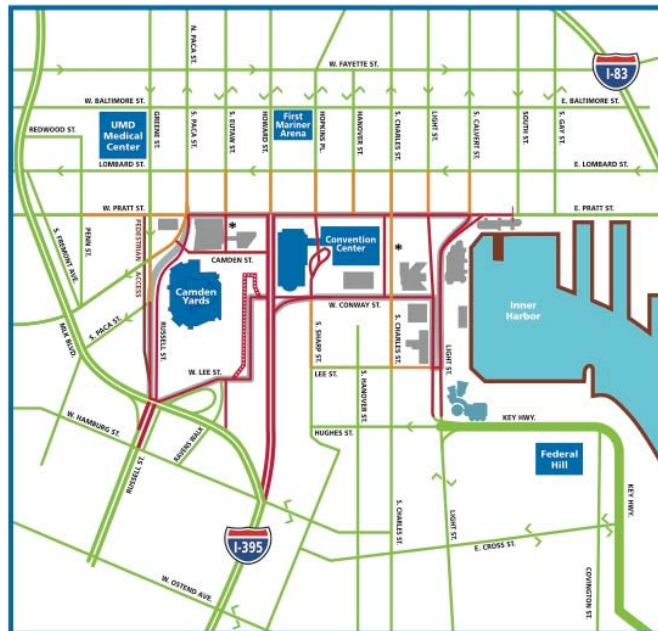 N. PACA ST.
W. FAYETTE ST.
I-83
W. BALTIMORE ST.
E. BALTIMORE ST.
REDWOOD ST.
UMD
Medical
Center
GREENE ST.
S. PACA ST.
S. EUTAW ST.
HOWARD ST.
First
Mariner
Arena
HOPKINS PL.
HANOVER ST.
S. CHARLES ST.
LIGHT ST.
S. CALVERT ST.
SOUTH ST.
S. GAY ST.
LOMBARD ST.
E. LOMBARD ST.
W. PRATT ST.
E. PRATT ST.
PENN ST.
S. FREMONT AVE.
PEDESTRIAN
ACCESS
*
*
Convention
Center
CAMDEN ST.
Camden
Yards
Inner
Harbor
W. CONWAY ST.
MLK BLVD.
S. PACA ST.
RUSSELL ST.
S. SHARP ST.
S. CHARLES ST.
LIGHT ST.
W. LEE ST.
LEE ST.
S. HANOVER ST.
W. HAMBURG ST.
RAVENS WALK
HUGHES ST.
KEY HWY.
RUSSELL ST.
Federal
Hill
KEY HWY.
S. CHARLES ST.
LIGHT ST.
I-395
E. CROSS ST.
W. OSTEND AVE.
COVINGTON ST.